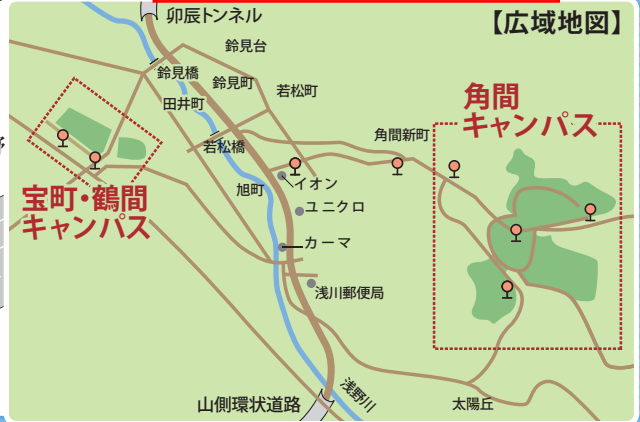 卯辰トンネル
【広域地図】
鈴見台
鈴見橋
鈴見町
若松町
田井町
角間
キャンパス
角間新町
若松橋
野
イオン
旭町
宝町・鶴間
キャンパス
ユニクロ
カーマ
浅川郵便局
山側環状道路
浅野川
太陽丘